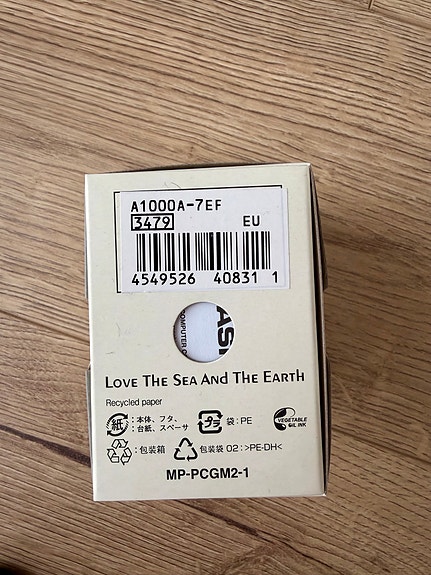 A1000A-7EF
3479 EU
4549526 40831 1
ASI
COMPUTER C
LOVE THE SEA AND THE EARTH
Recycled paper
紙 : 本体、フタ、
: 台紙、スペーサ
プラ 袋 : PE
VEGETABLE
OIL INK
: 包装箱
包装袋 02 : >PE-DH<
MP-PCGM2-1